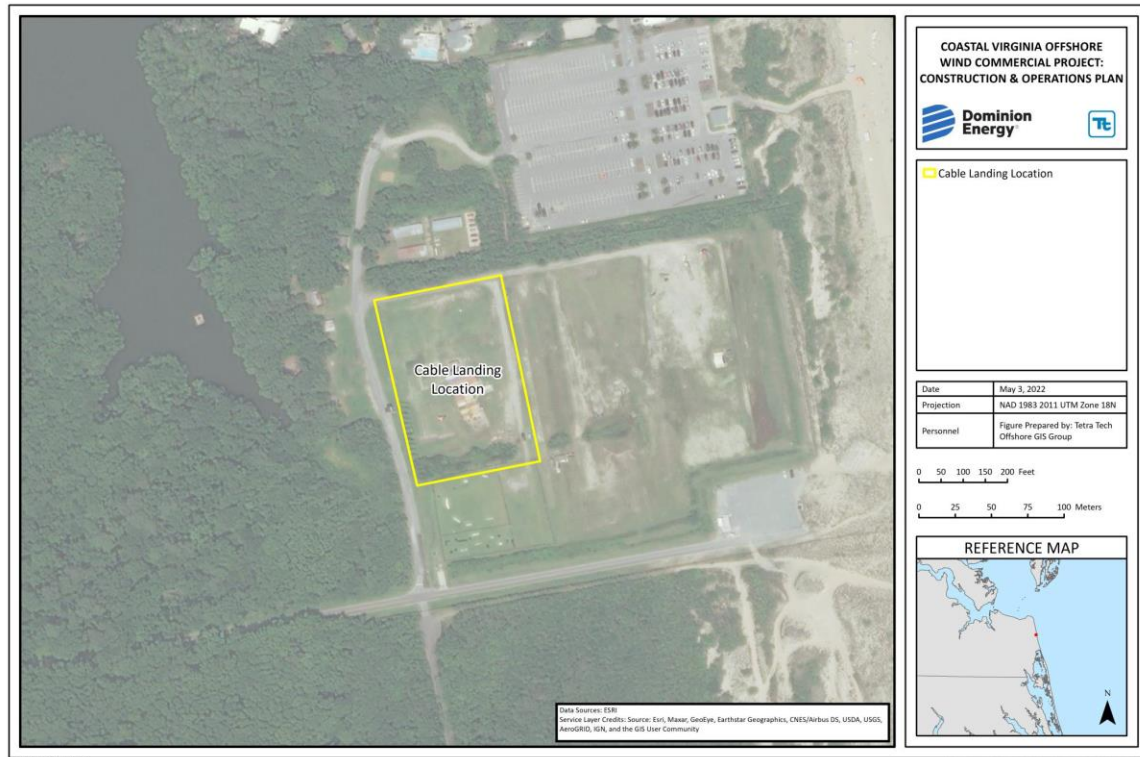 COASTAL VIRGINIA OFFSHORE
WIND COMMERCIAL PROJECT:
CONSTRUCTION & OPERATIONS PLAN
Dominion
Energy®
Tt
Cable Landing Location
Cable Landing
Location
Date May 3, 2022
Projection NAD 1983 2011 UTM Zone 18N
Personnel Figure Prepared by: Tetra Tech
Offshore GIS Group
0 50 100 150 200 Feet
0 25 50 75 100 Meters
REFERENCE MAP
N
Data Sources: ESRI
Service Layer Credits: Source: Esri, Maxar, GeoEye, Earthstar Geographics, CNES/Airbus DS, USDA, USGS,
AeroGRID, IGN, and the GIS User Community